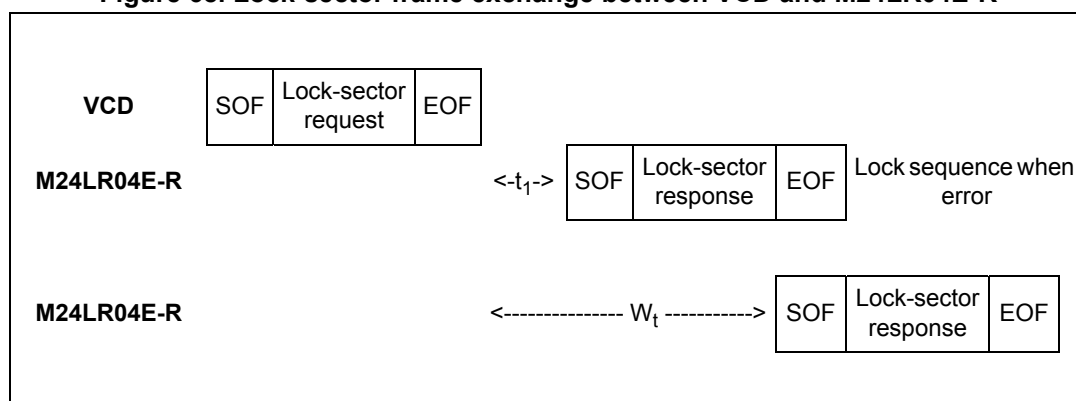 Figure 65. Lock-sector frame exchange between VCD and M24LR04E-R
VCD
SOF
Lock-sector
request
EOF
M24LR04E-R
<-t1->
SOF
Lock-sector
response
EOF
Lock sequence when
error
M24LR04E-R
<--------------- Wt ----------->
SOF
Lock-sector
response
EOF